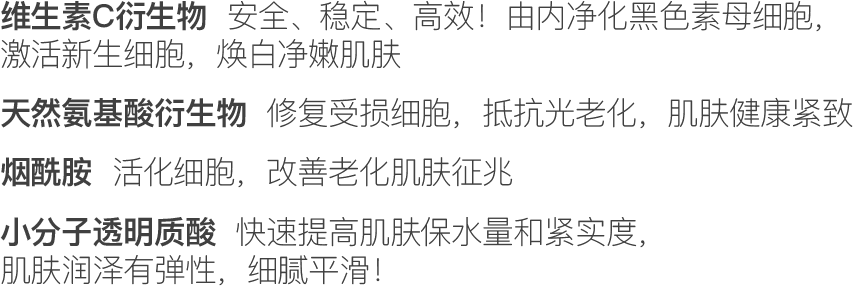 维生素C衍生物 安全、稳定、高效！由内净化黑色素母细胞，
激活新生细胞，焕白净嫩肌肤
天然氨基酸衍生物 修复受损细胞，抵抗光老化，肌肤健康紧致
烟酰胺 活化细胞，改善老化肌肤征兆
小分子透明质酸 快速提高肌肤保水量和紧实度，
肌肤润泽有弹性，细腻平滑！